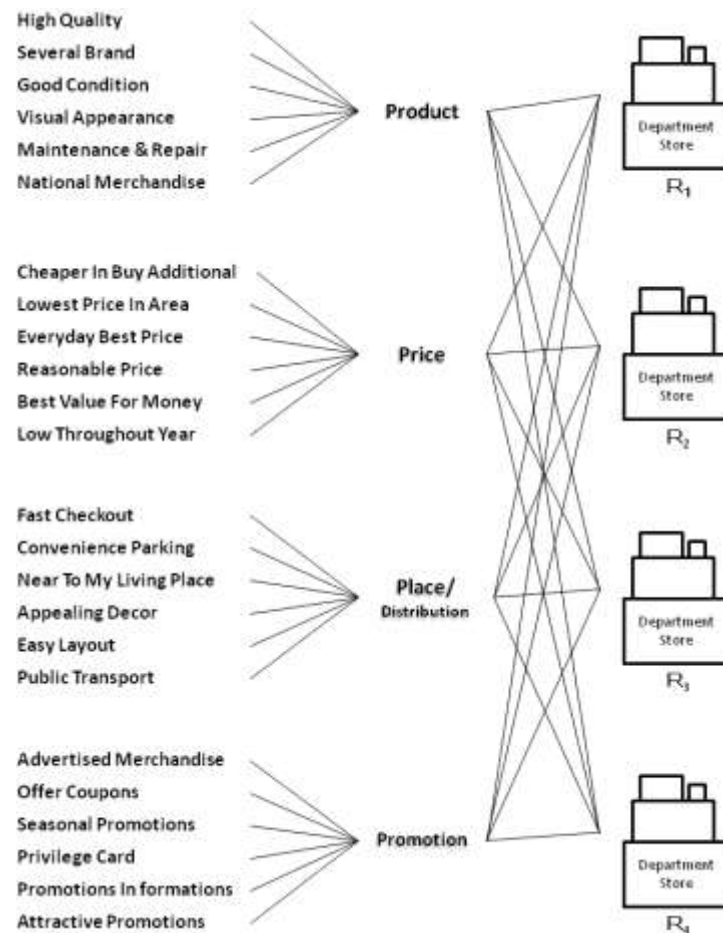 High Quality
Several Brand
Good Condition
Visual Appearance
Maintenance & Repair
National Merchandise
Product
Department
Store
R1
Cheaper In Buy Additional
Lowest Price In Area
Everyday Best Price
Reasonable Price
Best Value For Money
Low Throughout Year
Price
Department
Store
R2
Fast Checkout
Convenience Parking
Near To My Living Place
Appealing Decor
Easy Layout
Public Transport
Place/
Distribution
Department
Store
R3
Advertised Merchandise
Offer Coupons
Seasonal Promotions
Privilege Card
Promotions In formations
Attractive Promotions
Promotion
Department
Store
R4